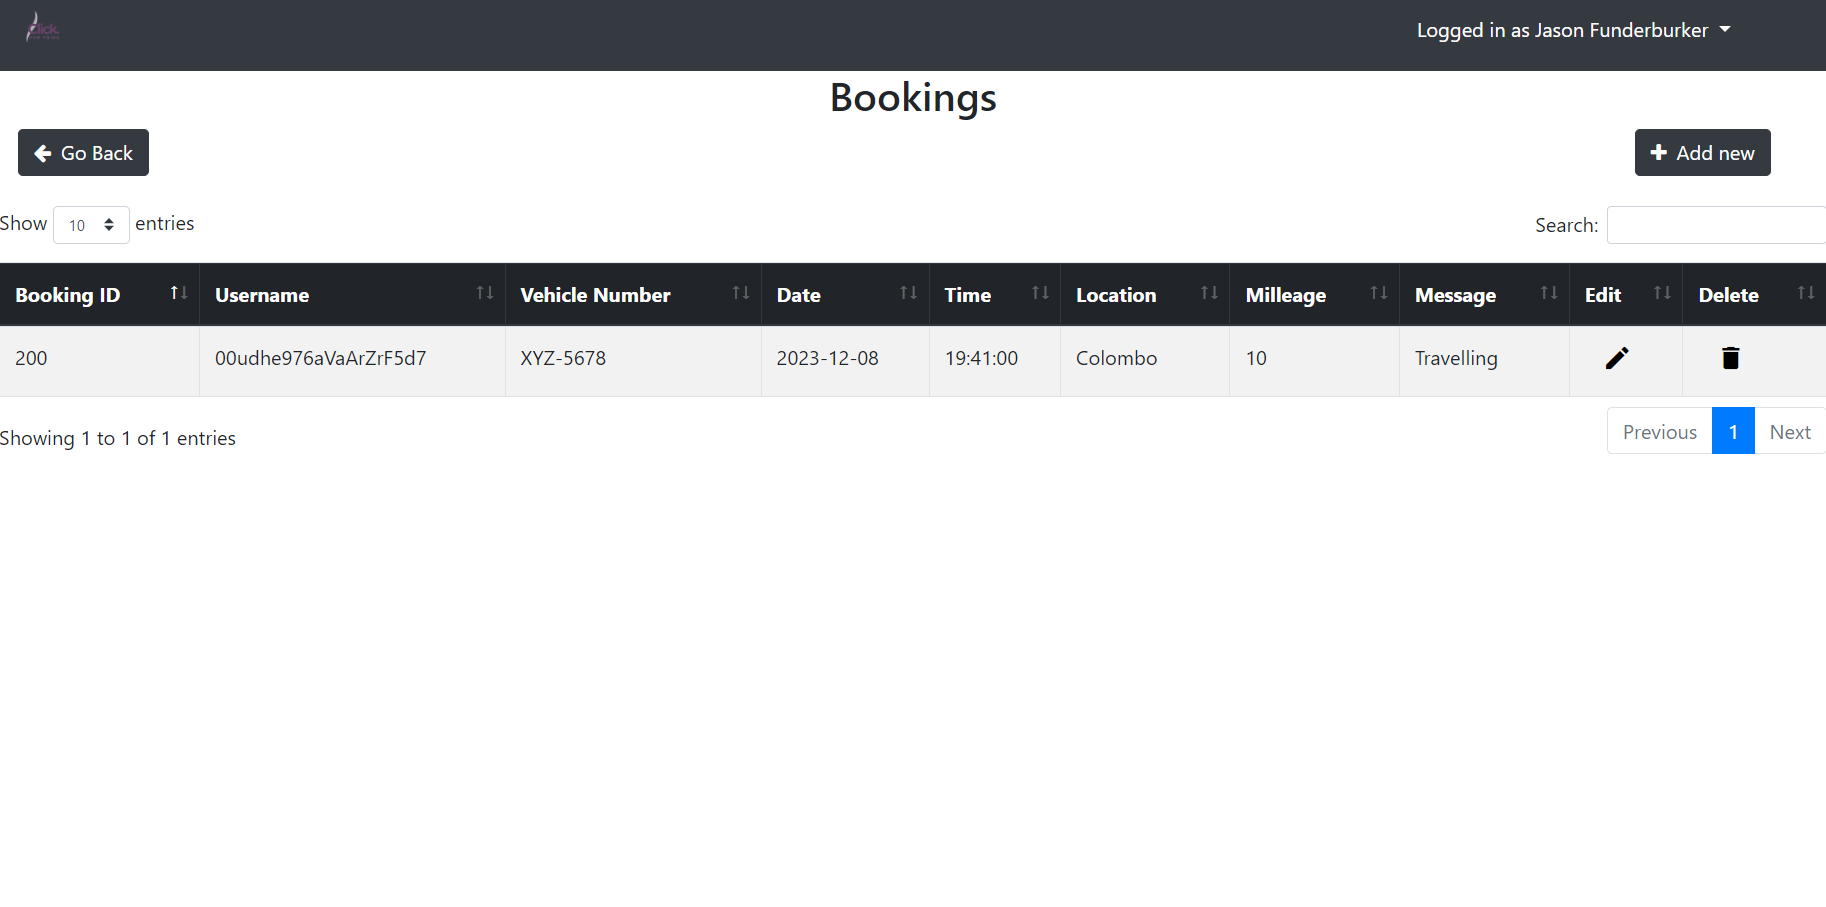 Click.
Logged in as Jason Funderburker
Bookings
Go Back
Add new
Show 10 entries
Search:
Booking ID Username Vehicle Number Date Time Location Milleage Message Edit Delete
200 00udhe976aVaArZrF5d7 XYZ-5678 2023-12-08 19:41:00 Colombo 10 Travelling
Showing 1 to 1 of 1 entries
Previous 1 Next